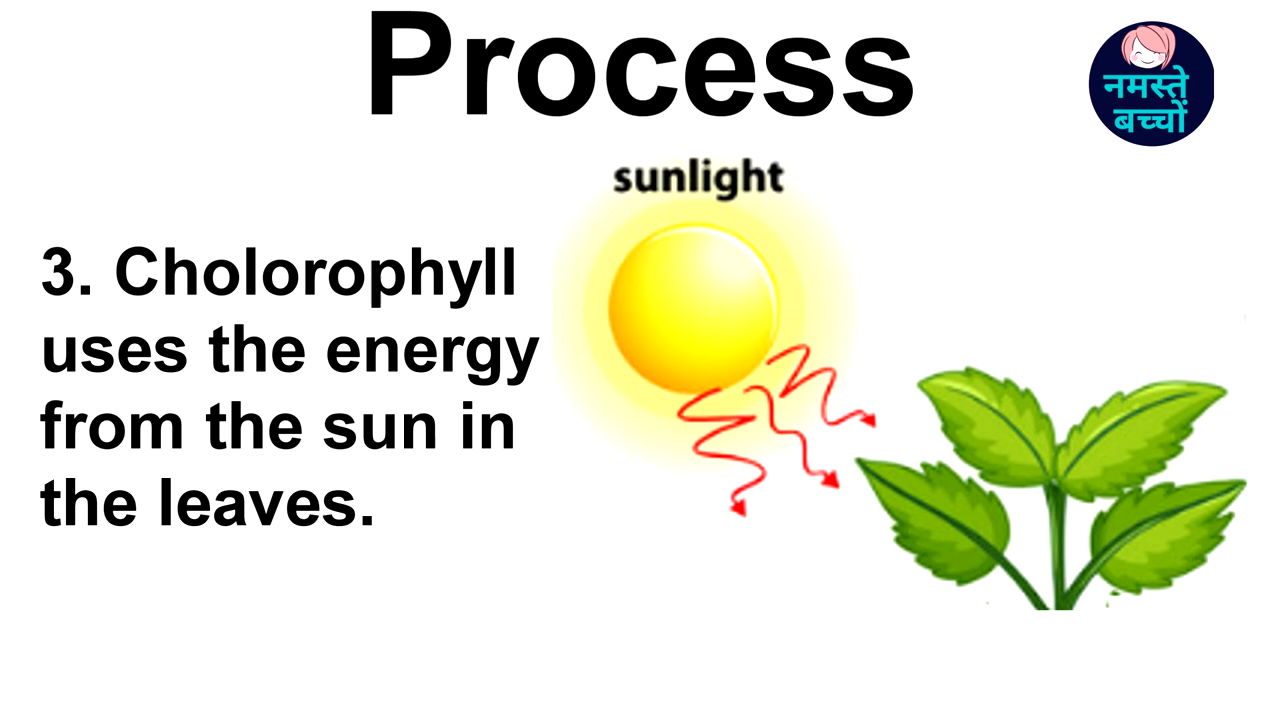 Process
नमस्ते
बच्चों
sunlight
3. Cholorophyll
uses the energy
from the sun in
the leaves.